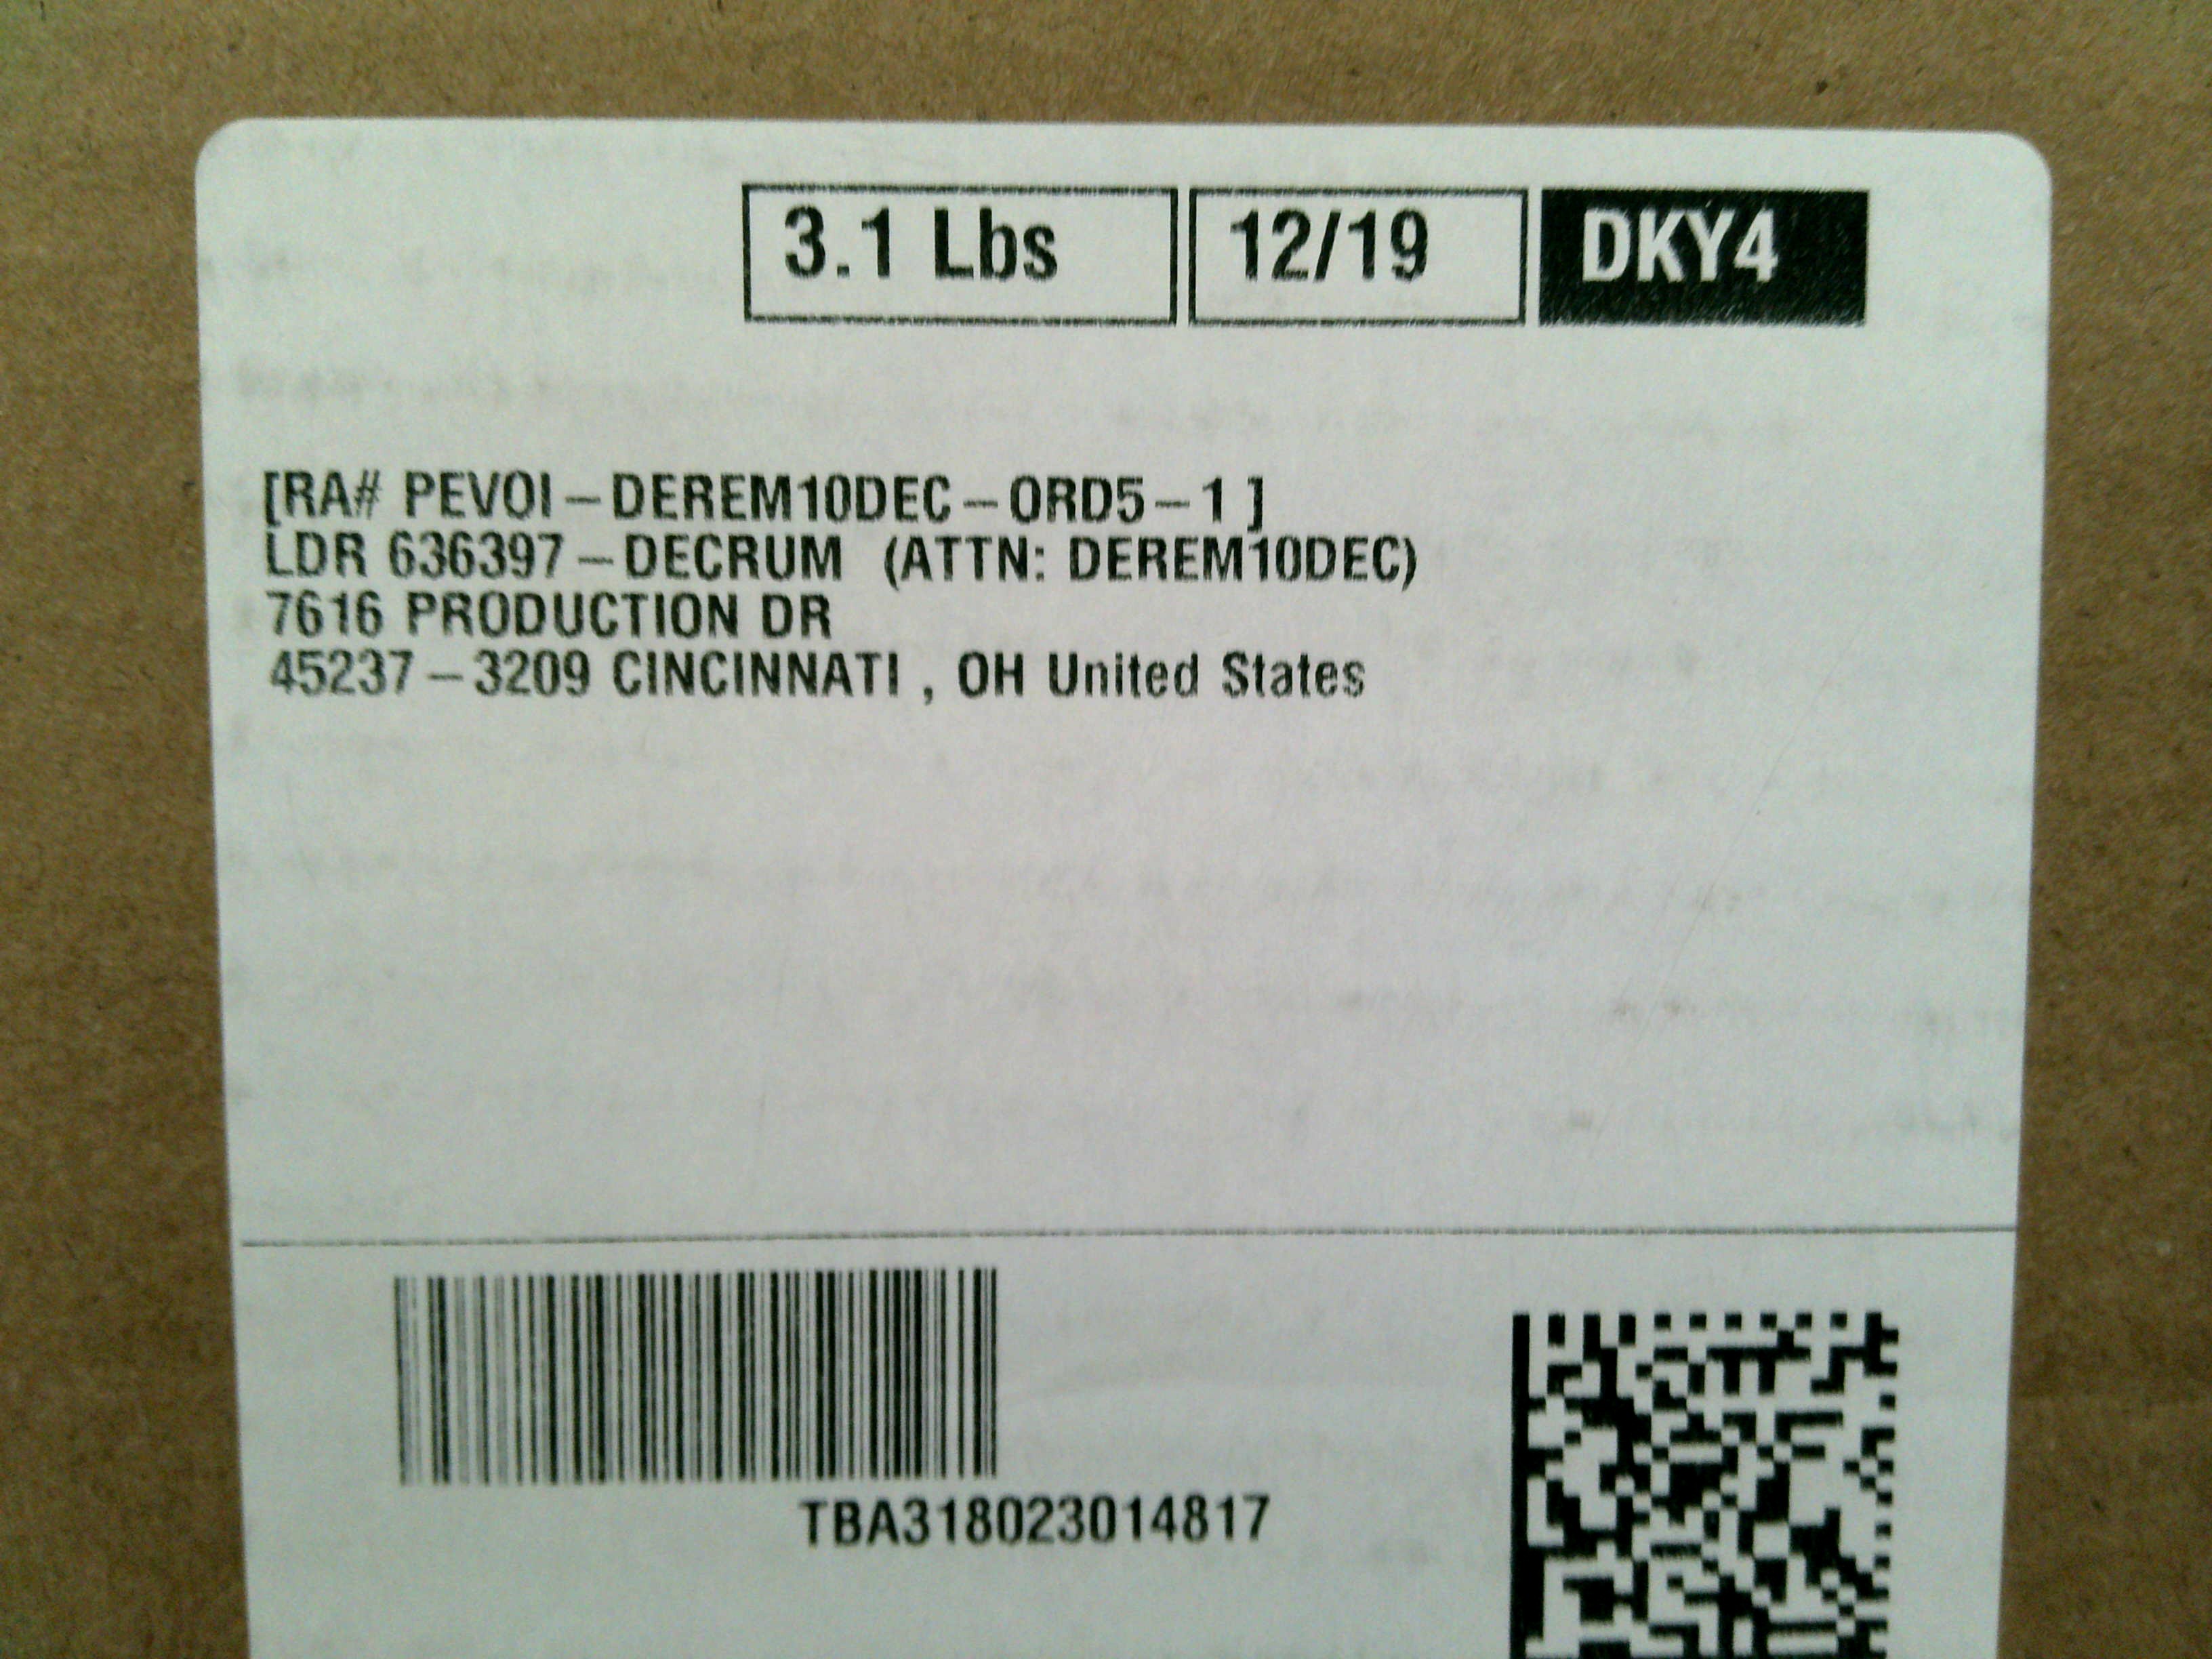 3.1 Lbs 12/19 DKY4
[RA# PEVOI-DEREM10DEC-ORD5-1 ]
LDR 636397-DECRUM (ATTN: DEREM10DEC)
7616 PRODUCTION DR
45237-3209 CINCINNATI , OH United States
TBA318023014817